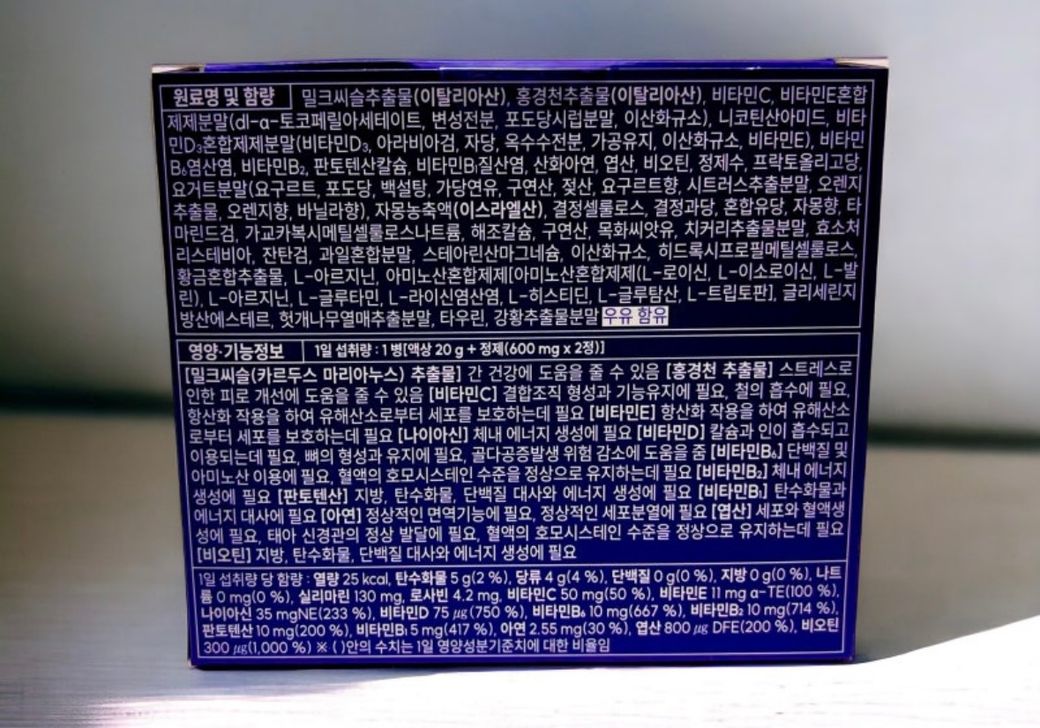 원료명 및 함량 밀크씨슬추출물(이탈리아산), 홍경천추출물(이탈리아산), 비타민C, 비타민E혼합
제제분말(dl-α-토코페릴아세테이트, 변성전분, 포도당시럽분말, 이산화규소), 니코틴산아미드, 비타
민D₃혼합제제분말(비타민D₃, 아라비아검, 자당, 옥수수전분, 가공유지, 이산화규소, 비타민E), 비타민
B₆염산염, 비타민B₂, 판토텐산칼슘, 비타민B₁질산염, 산화아연, 엽산, 비오틴, 정제수, 프락토올리고당,
요거트분말(요구르트, 포도당, 백설탕, 가당연유, 구연산, 젖산, 요구르트향, 시트러스추출분말, 오렌지
추출물, 오렌지향, 바닐라향), 자몽농축액(이스라엘산), 결정셀룰로스, 결정과당, 혼합유당, 자몽향, 타
마린드검, 가교카복시메틸셀룰로스나트륨, 해조칼슘, 구연산, 목화씨앗유, 치커리추출물분말, 효소처
리스테비아, 잔탄검, 과일혼합분말, 스테아린산마그네슘, 이산화규소, 히드록시프로필메틸셀룰로스,
황금혼합추출물, L-아르지닌, 아미노산혼합제제[아미노산혼합제제(L-로이신, L-이소로이신, L-발
린), L-아르지닌, L-글루타민, L-라이신염산염, L-히스티딘, L-글루탐산, L-트립토판], 글리세린지
방산에스테르, 헛개나무열매추출분말, 타우린, 강황추출물분말 우유 함유
영양·기능정보 1일 섭취량 : 1병[액상 20 g + 정제(600 mg x 2정)]
[밀크씨슬(카르두스 마리아누스) 추출물] 간 건강에 도움을 줄 수 있음 [홍경천 추출물] 스트레스로
인한 피로 개선에 도움을 줄 수 있음 [비타민C] 결합조직 형성과 기능유지에 필요, 철의 흡수에 필요,
항산화 작용을 하여 유해산소로부터 세포를 보호하는데 필요 [비타민E] 항산화 작용을 하여 유해산소
로부터 세포를 보호하는데 필요 [나이아신] 체내 에너지 생성에 필요 [비타민D] 칼슘과 인이 흡수되고
이용되는데 필요, 뼈의 형성과 유지에 필요, 골다공증발생 위험 감소에 도움을 줌 [비타민B₆] 단백질 및
아미노산 이용에 필요, 혈액의 호모시스테인 수준을 정상으로 유지하는데 필요 [비타민B₂] 체내 에너지
생성에 필요 [판토텐산] 지방, 탄수화물, 단백질 대사와 에너지 생성에 필요 [비타민B₁] 탄수화물과
에너지 대사에 필요 [아연] 정상적인 면역기능에 필요, 정상적인 세포분열에 필요 [엽산] 세포와 혈액생
성에 필요, 태아 신경관의 정상 발달에 필요, 혈액의 호모시스테인 수준을 정상으로 유지하는데 필요
[비오틴] 지방, 탄수화물, 단백질 대사와 에너지 생성에 필요
1일 섭취량 당 함량 : 열량 25 kcal, 탄수화물 5 g(2 %), 당류 4 g(4 %), 단백질 0 g(0 %), 지방 0 g(0 %), 나트
륨 0 mg(0 %), 실리마린 130 mg, 로사빈 4.2 mg, 비타민C 50 mg(50 %), 비타민E 11 mg α-TE(100 %),
나이아신 35 mgNE(233 %), 비타민D 75 μg(750 %), 비타민B₆ 10 mg(667 %), 비타민B₂ 10 mg(714 %),
판토텐산 10 mg(200 %), 비타민B₁ 5 mg(417 %), 아연 2.55 mg(30 %), 엽산 800 μg DFE(200 %), 비오틴
300 μg(1,000 %) ※ ( )안의 수치는 1일 영양성분기준치에 대한 비율임